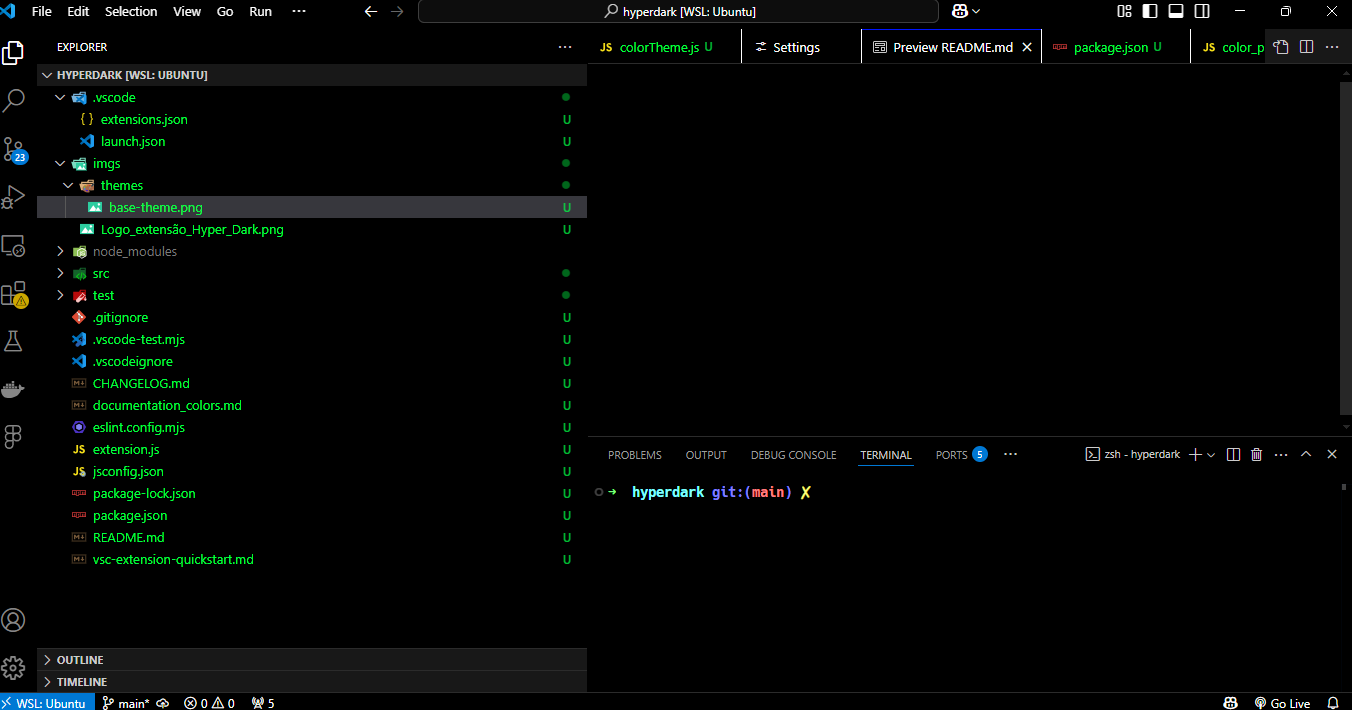 File Edit Selection View Go Run ··· hyperdark [WSL: Ubuntu]
EXPLORER ···
HYPERDARK [WSL: UBUNTU]
.vscode
{ } extensions.json U
launch.json U
imgs
themes
base-theme.png U
Logo_extensão_Hyper_Dark.png U
node_modules
src
test
.gitignore U
.vscode-test.mjs U
.vscodeignore U
CHANGELOG.md U
documentation_colors.md U
eslint.config.mjs U
JS extension.js U
JS jsconfig.json U
package-lock.json U
package.json U
README.md U
vsc-extension-quickstart.md U
OUTLINE
TIMELINE
23
JS colorTheme.js U Settings Preview README.md package.json U JS color_p ···
PROBLEMS OUTPUT DEBUG CONSOLE TERMINAL PORTS 5 ··· zsh - hyperdark ···
➜ hyperdark git:(main) ✗
WSL: Ubuntu main* 0 0 5 Go Live